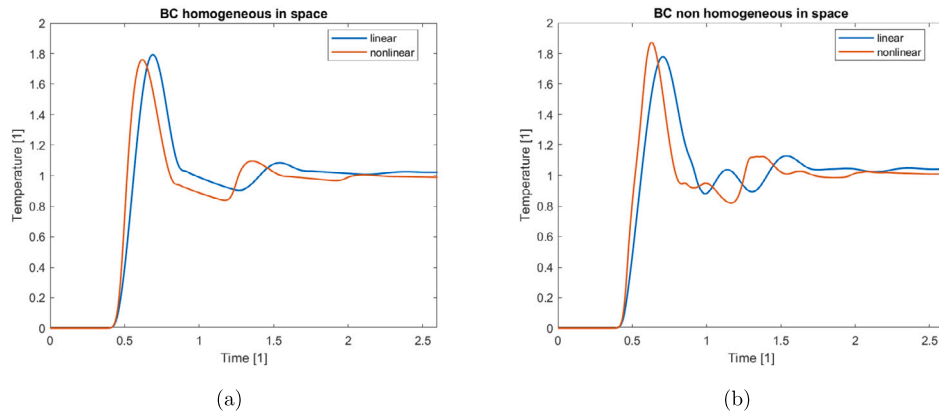 BC homogeneous in space
linear
nonlinear
2
1.8
1.6
1.4
1.2
1
0.8
0.6
0.4
0.2
0
Temperature [1]
0 0.5 1 1.5 2 2.5
Time [1]
(a)
BC non homogeneous in space
linear
nonlinear
2
1.8
1.6
1.4
1.2
1
0.8
0.6
0.4
0.2
0
Temperature [1]
0 0.5 1 1.5 2 2.5
Time [1]
(b)